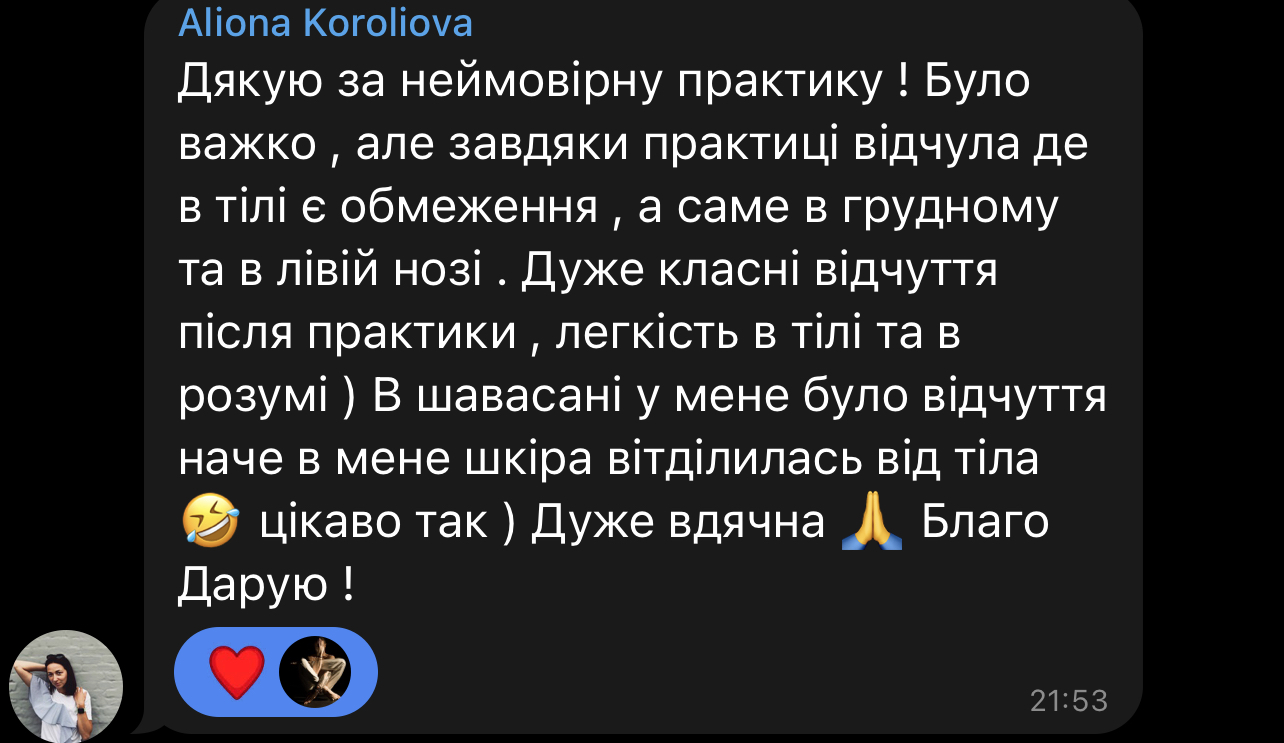 Aliona Koroliova
Дякую за неймовірну практику ! Було
важко , але завдяки практиці відчула де
в тілі є обмеження , а саме в грудному
та в лівій нозі . Дуже класні відчуття
після практики , легкість в тілі та в
розумі ) В шавасані у мене було відчуття
наче в мене шкіра вітділилась від тіла
🤣 цікаво так ) Дуже вдячна 🙏 Благо
Дарую !
21:53